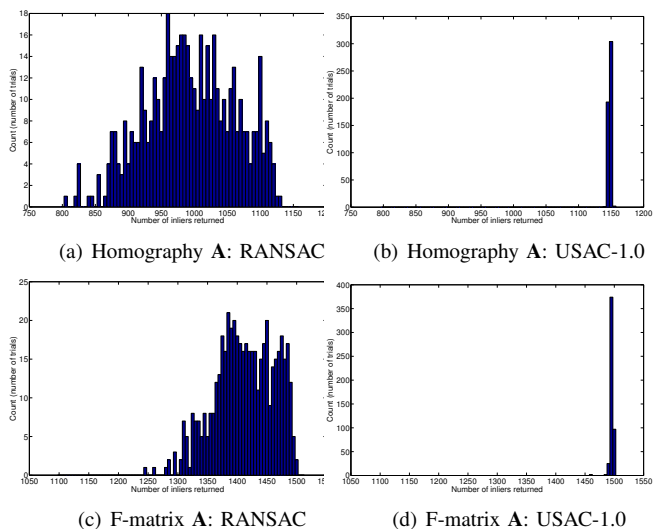 18
16
14
12
10
8
6
4
2
0
Count (number of trials)
750 800 850 900 950 1000 1050 1100 1150
Number of inliers returned
(a) Homography A: RANSAC
350
300
250
200
150
100
50
0
Count (number of trials)
750 800 850 900 950 1000 1050 1100 1150 1200
Number of inliers returned
(b) Homography A: USAC-1.0
25
20
15
10
5
0
Count (number of trials)
1050 1100 1150 1200 1250 1300 1350 1400 1450 1500
Number of inliers returned
(c) F-matrix A: RANSAC
400
350
300
250
200
150
100
50
0
Count (number of trials)
1050 1100 1150 1200 1250 1300 1350 1400 1450 1500 1550
Number of inliers returned
(d) F-matrix A: USAC-1.0